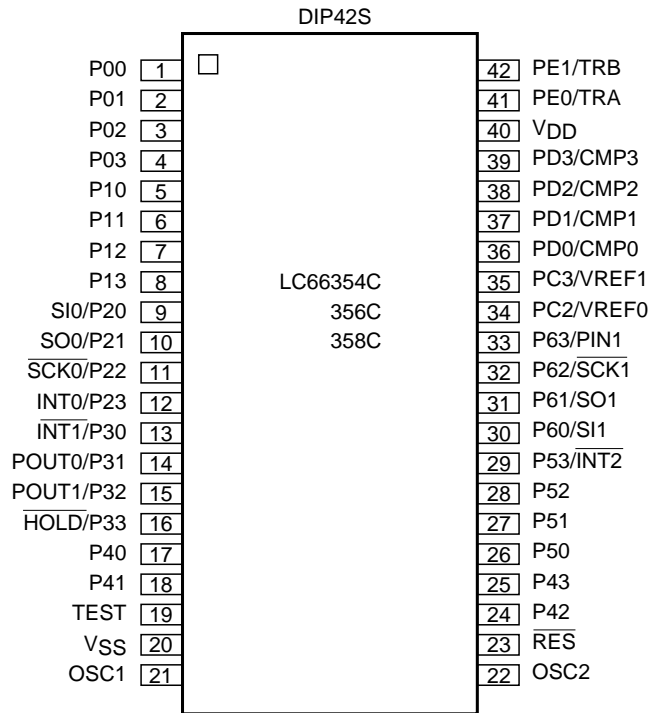 DIP42S
P00 1
P01 2
P02 3
P03 4
P10 5
P11 6
P12 7
P13 8
SI0/P20 9
SO0/P21 10
SCK0/P22 11
INT0/P23 12
INT1/P30 13
POUT0/P31 14
POUT1/P32 15
HOLD/P33 16
P40 17
P41 18
TEST 19
VSS 20
OSC1 21
LC66354C
356C
358C
42 PE1/TRB
41 PE0/TRA
40 VDD
39 PD3/CMP3
38 PD2/CMP2
37 PD1/CMP1
36 PD0/CMP0
35 PC3/VREF1
34 PC2/VREF0
33 P63/PIN1
32 P62/SCK1
31 P61/SO1
30 P60/SI1
29 P53/INT2
28 P52
27 P51
26 P50
25 P43
24 P42
23 RES
22 OSC2